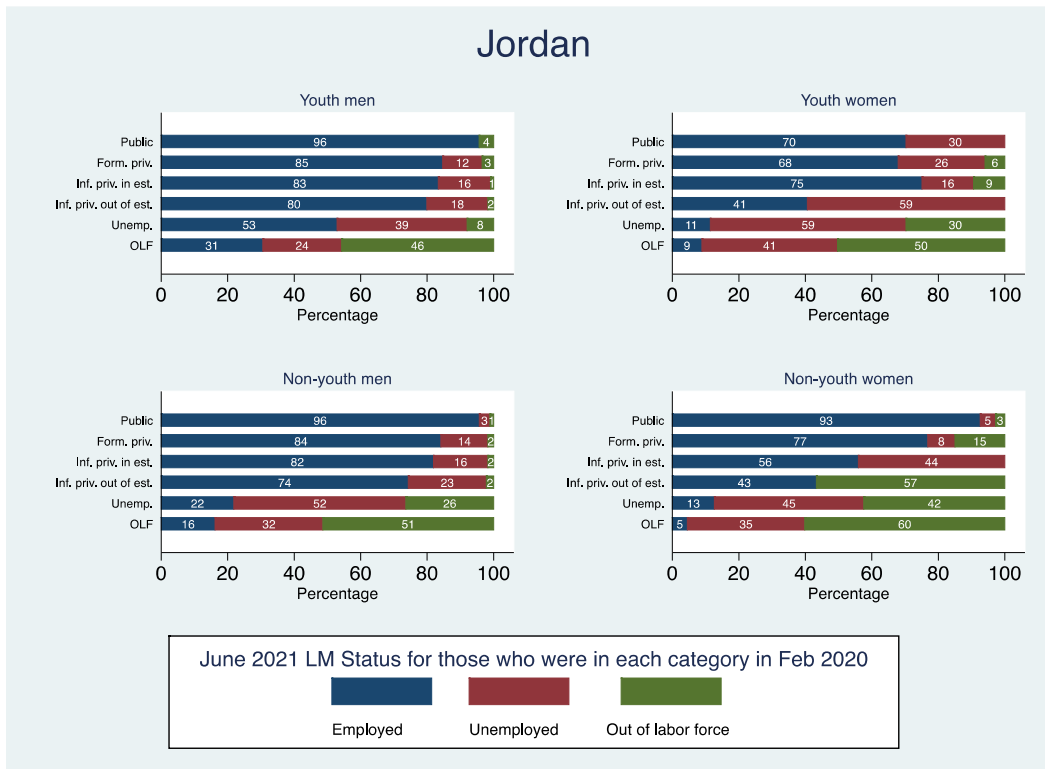 Jordan
Youth men
Public 96 4
Form. priv. 85 12 3
Inf. priv. in est. 83 16 1
Inf. priv. out of est. 80 18 2
Unemp. 53 39 8
OLF 31 24 46
0 20 40 60 80 100
Percentage
Youth women
Public 70 30
Form. priv. 68 26 6
Inf. priv. in est. 75 16 9
Inf. priv. out of est. 41 59
Unemp. 11 59 30
OLF 9 41 50
0 20 40 60 80 100
Percentage
Non-youth men
Public 96 3 1
Form. priv. 84 14 2
Inf. priv. in est. 82 16 2
Inf. priv. out of est. 74 23 2
Unemp. 22 52 26
OLF 16 32 51
0 20 40 60 80 100
Percentage
Non-youth women
Public 93 5 3
Form. priv. 77 8 15
Inf. priv. in est. 56 44
Inf. priv. out of est. 43 57
Unemp. 13 45 42
OLF 5 35 60
0 20 40 60 80 100
Percentage
June 2021 LM Status for those who were in each category in Feb 2020
Employed Unemployed Out of labor force